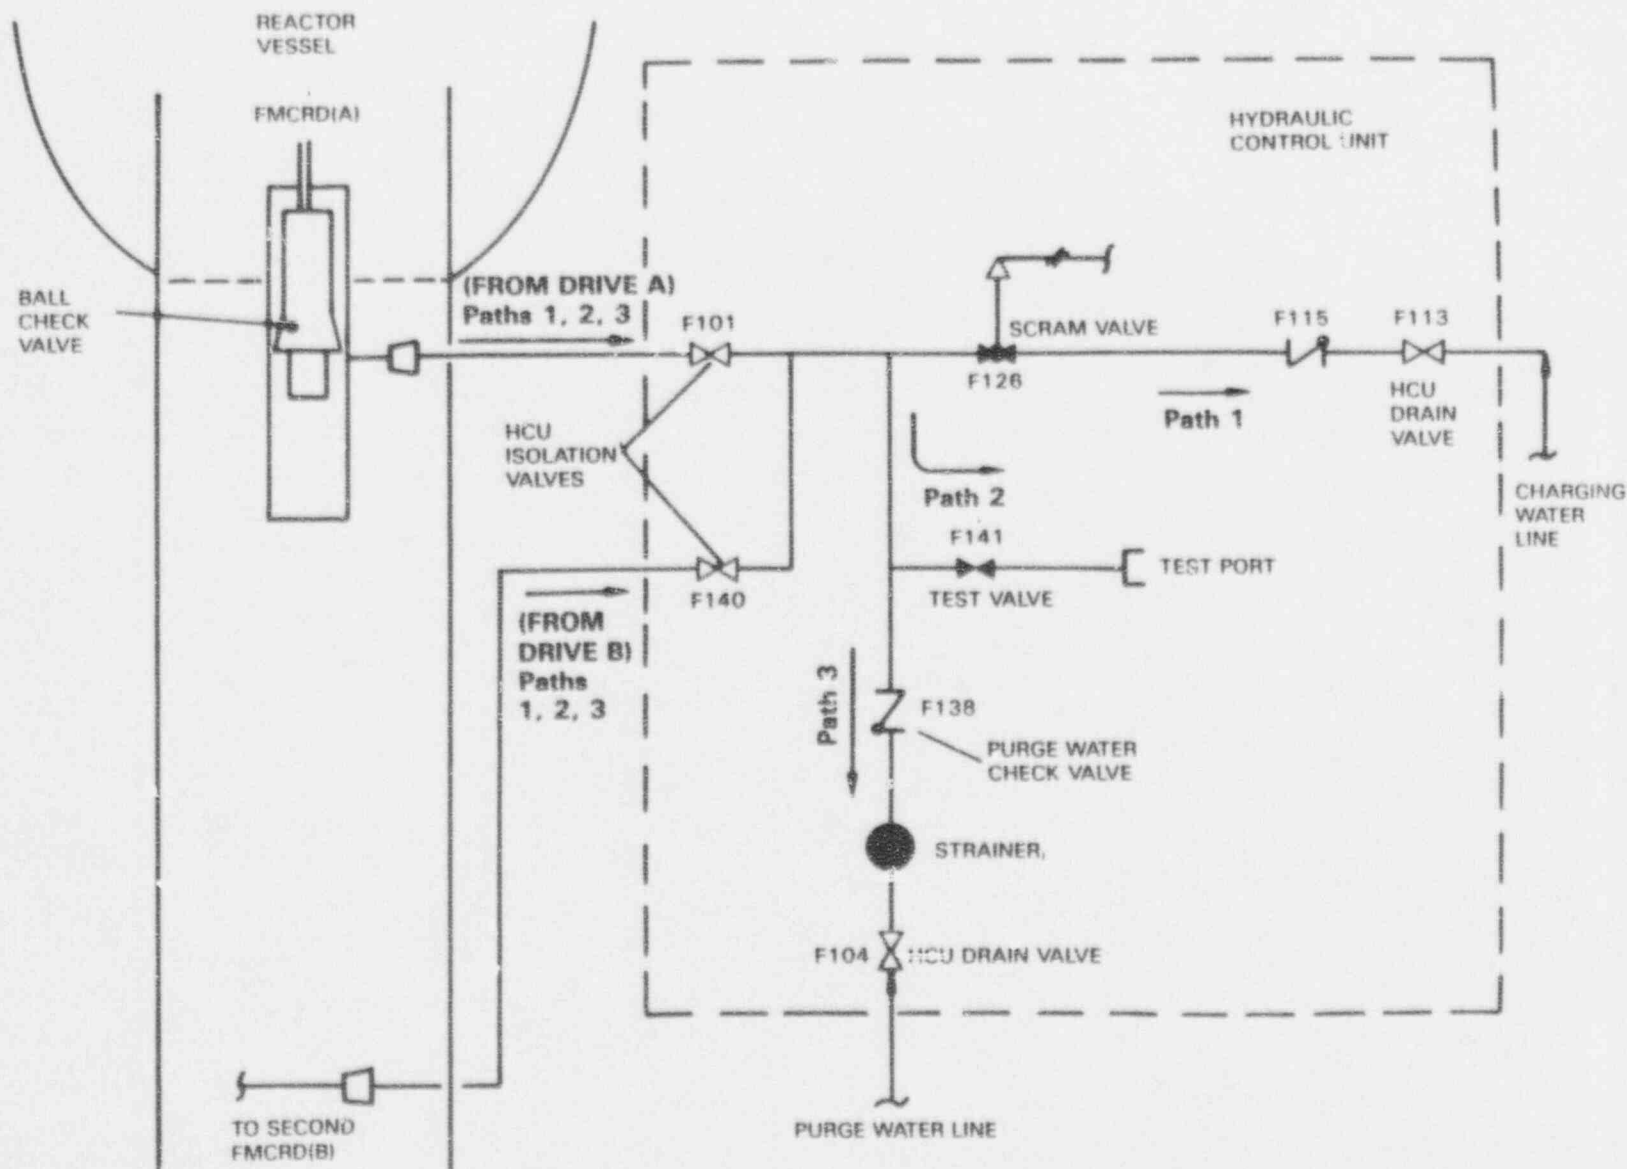 REACTOR
VESSEL
FMCRD(A)
HYDRAULIC
CONTROL UNIT
BALL
CHECK
VALVE
(FROM DRIVE A)
Paths 1, 2, 3
F101
SCRAM VALVE
F126
F115
F113
Path 1
HCU
DRAIN
VALVE
HCU
ISOLATION
VALVES
Path 2
CHARGING
WATER
LINE
F141
TEST PORT
TEST VALVE
F140
(FROM
DRIVE B)
Paths
1, 2, 3
Path 3
F138
PURGE WATER
CHECK VALVE
STRAINER
F104
HCU DRAIN VALVE
TO SECOND
FMCRD(B)
PURGE WATER LINE